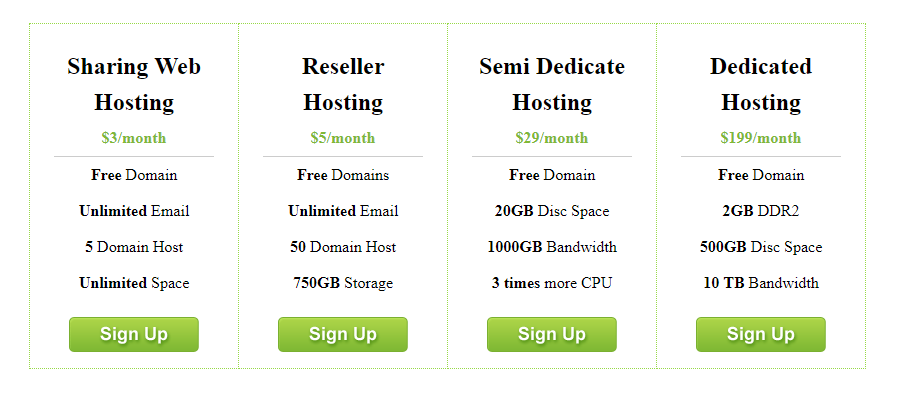 Sharing Web
Hosting
$3/month
Free Domain
Unlimited Email
5 Domain Host
Unlimited Space
Sign Up
Reseller
Hosting
$5/month
Free Domains
Unlimited Email
50 Domain Host
750GB Storage
Sign Up
Semi Dedicate
Hosting
$29/month
Free Domain
20GB Disc Space
1000GB Bandwidth
3 times more CPU
Sign Up
Dedicated
Hosting
$199/month
Free Domain
2GB DDR2
500GB Disc Space
10 TB Bandwidth
Sign Up